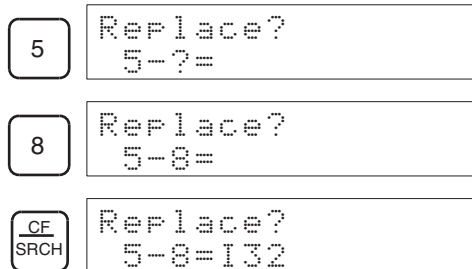 5
Replace?
5-?=
8
Replace?
5-8=
CF
SRCH
Replace?
5-8=I32